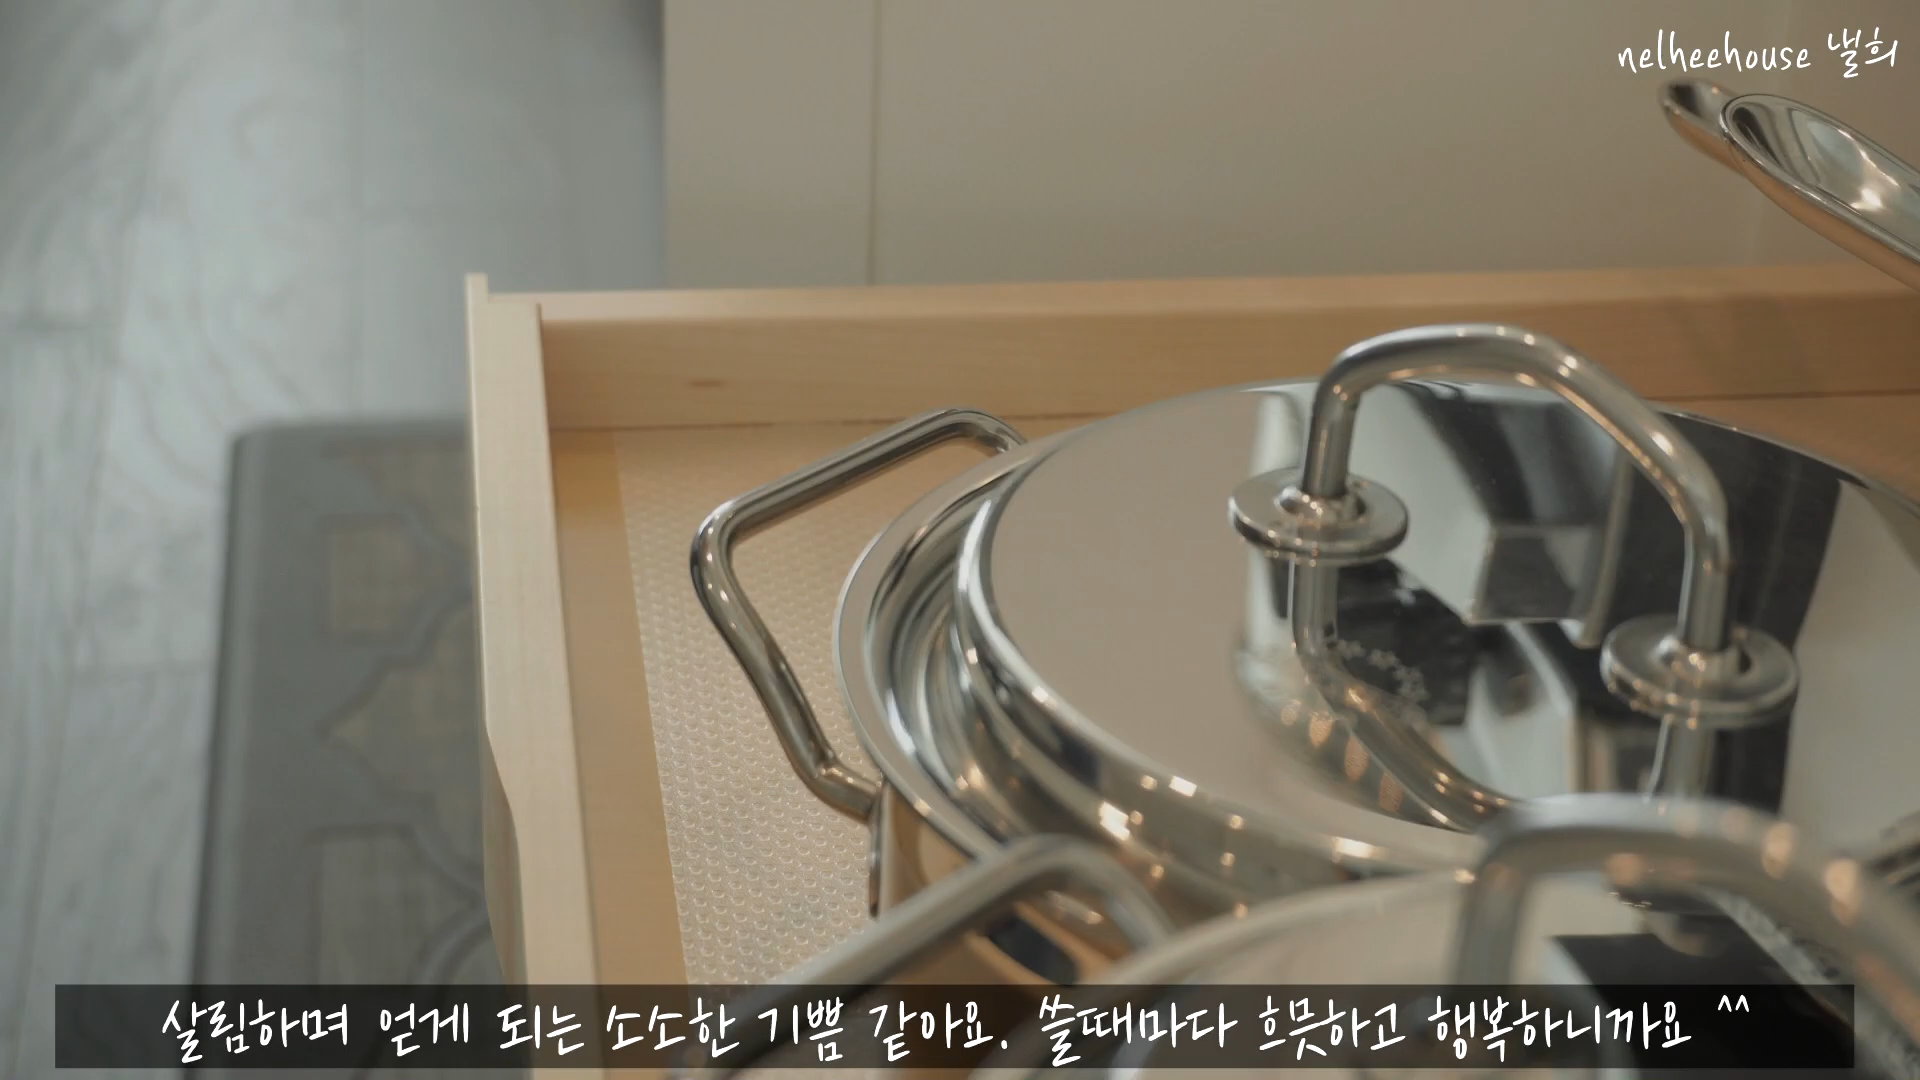 nelheehouse 낼희
살림하며 얻게 되는 소소한 기쁨 같아요. 쓸때마다 흐뭇하고 행복하니까요 ^^